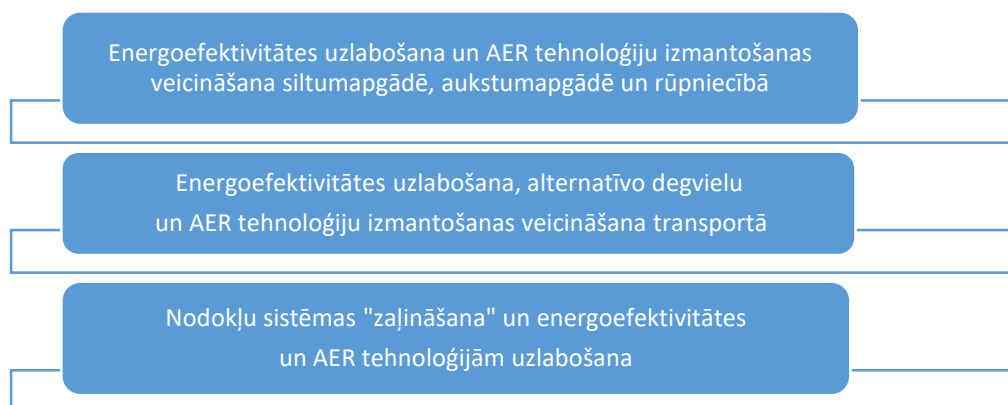 Energoefektivitātes uzlabošana un AER tehnoloģiju izmantošanas
veicināšana siltumapgādē, aukstumapgādē un rūpniecībā
Energoefektivitātes uzlabošana, alternatīvo degvielu
un AER tehnoloģiju izmantošanas veicināšana transportā
Nodokļu sistēmas "zaļināšana" un energoefektivitātes
un AER tehnoloģijām uzlabošana